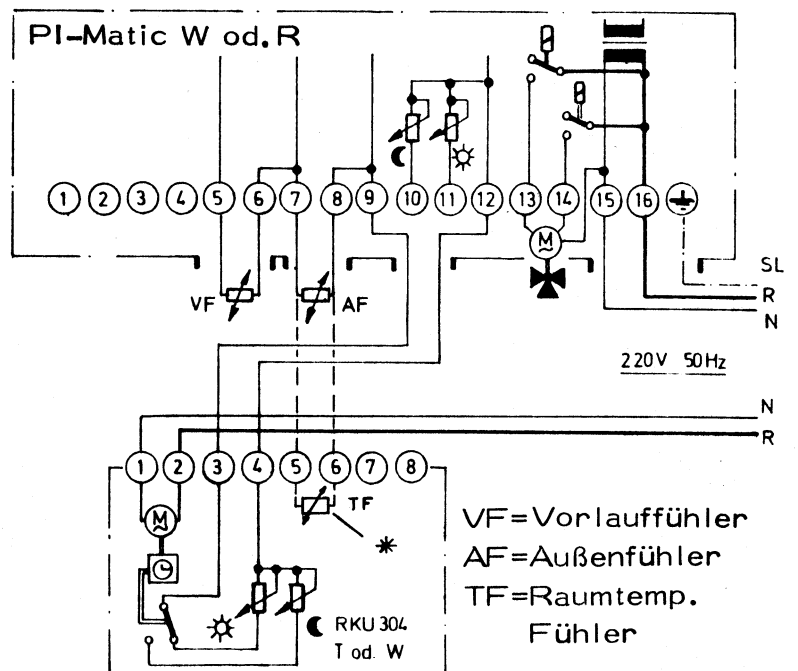 PI-Matic W od. R
1 2 3 4 5 6 7 8 9 10 11 12 13 14 15 16
M
VF
AF
SL
R
N
220V 50Hz
N
R
1 2 3 4 5 6 7 8
TF
M
VF=Vorlauffühler
AF=Außenfühler
TF=Raumtemp.
Fühler
RKU 304
T od. W